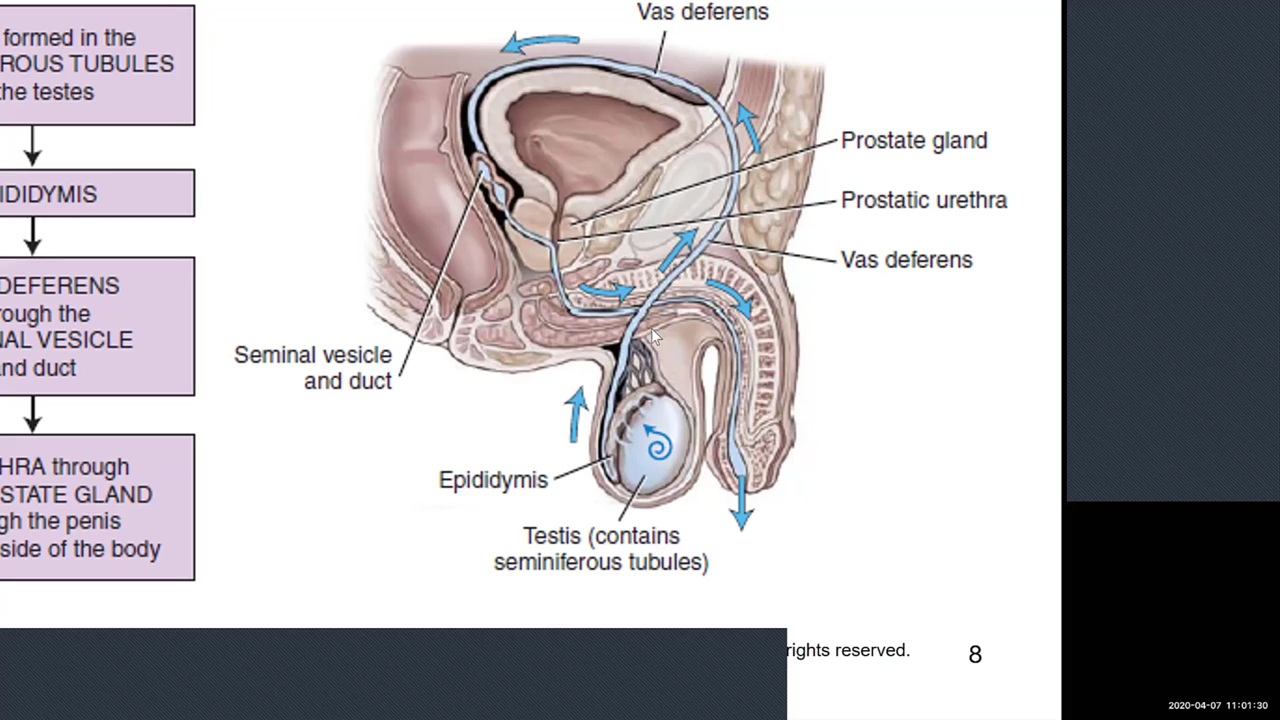 formed in the
ROUS TUBULES
the testes
IDIDYMIS
DEFERENS
rough the
NAL VESICLE
and duct
HRA through
STATE GLAND
gh the penis
side of the body
Vas deferens
Prostate gland
Prostatic urethra
Vas deferens
Seminal vesicle
and duct
Epididymis
Testis (contains
seminiferous tubules)
rights reserved.
8
2020-04-07 11:01:30